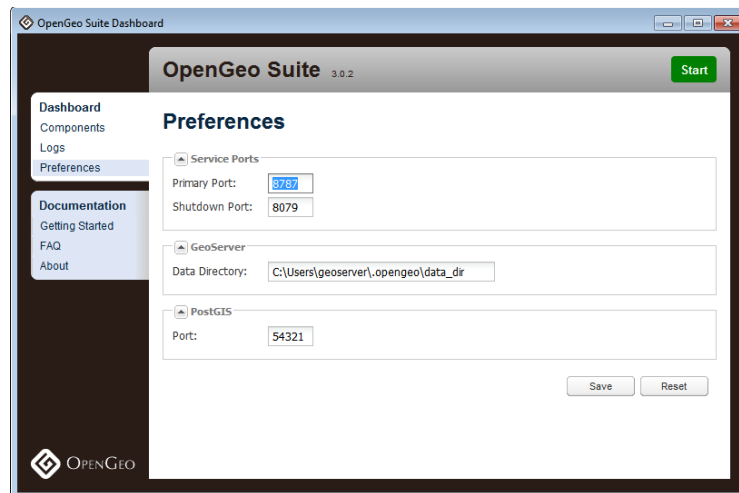 OpenGeo Suite Dashboard
OpenGeo Suite 3.0.2
Start
Dashboard
Components
Logs
Preferences
Documentation
Getting Started
FAQ
About
Preferences
Service Ports
Primary Port: 8787
Shutdown Port: 8079
GeoServer
Data Directory: C:\Users\geoserver\.opengeo\data_dir
PostGIS
Port: 54321
Save Reset
OPENGEO